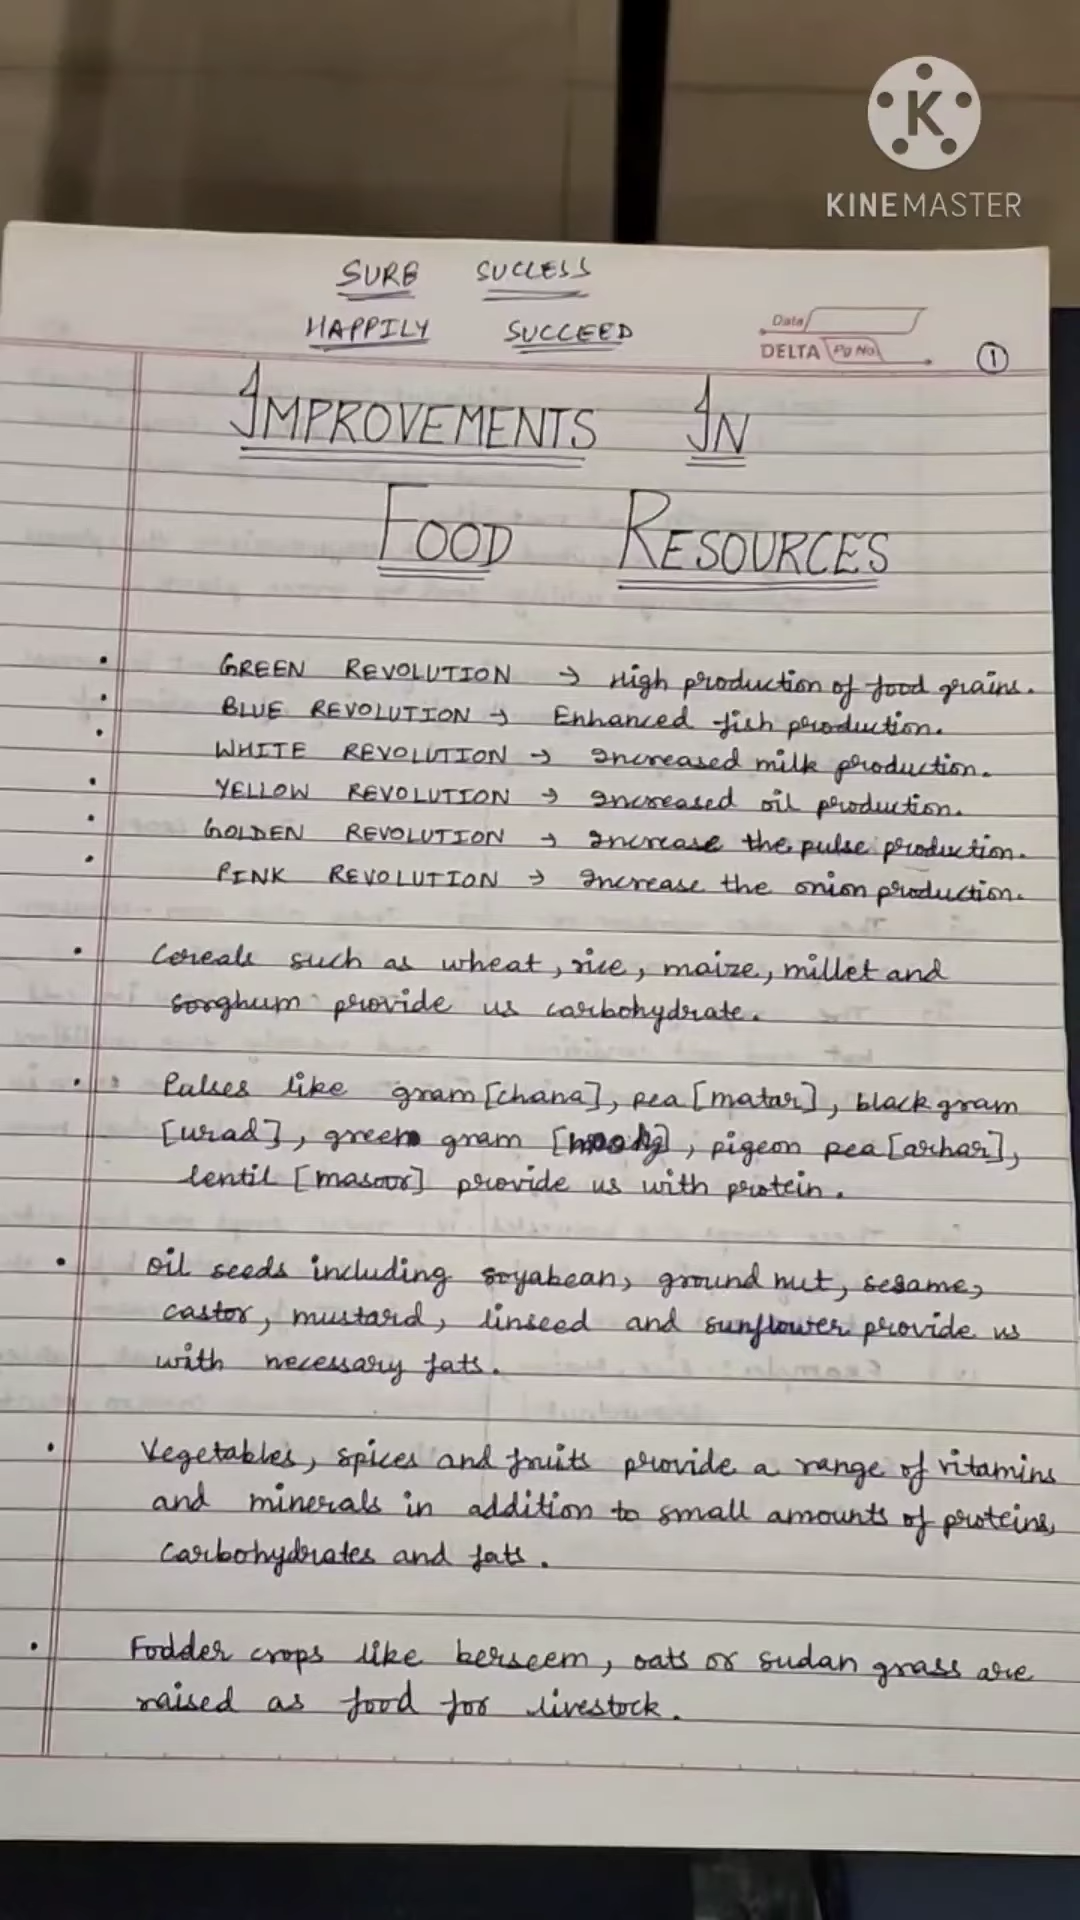 K
KINEMASTER
SURE SUCCESS
HAPPILY SUCCEED
Date
DELTA Pg No
1
IMPROVEMENTS IN
FOOD RESOURCES
• GREEN REVOLUTION → High production of food grains.
• BLUE REVOLUTION → Enhanced fish production.
• WHITE REVOLUTION → Increased milk production.
• YELLOW REVOLUTION → Increased oil production.
• GOLDEN REVOLUTION → Increase the pulse production.
• PINK REVOLUTION → Increase the onion production.
• Cereals such as wheat, rice, maize, millet and
sorghum provide us carbohydrate.
• Pulses like gram [chana], pea [matar], black gram
[urad], green gram [], pigeon pea [arhar],
lentil [masoor] provide us with protein.
• Oil seeds including soyabean, ground nut, sesame,
castor, mustard, linseed and sunflower provide us
with necessary fats.
• Vegetables, spices and fruits provide a range of vitamins
and minerals in addition to small amounts of proteins,
carbohydrates and fats.
• Fodder crops like berseem, oats or sudan grass are
raised as food for livestock.